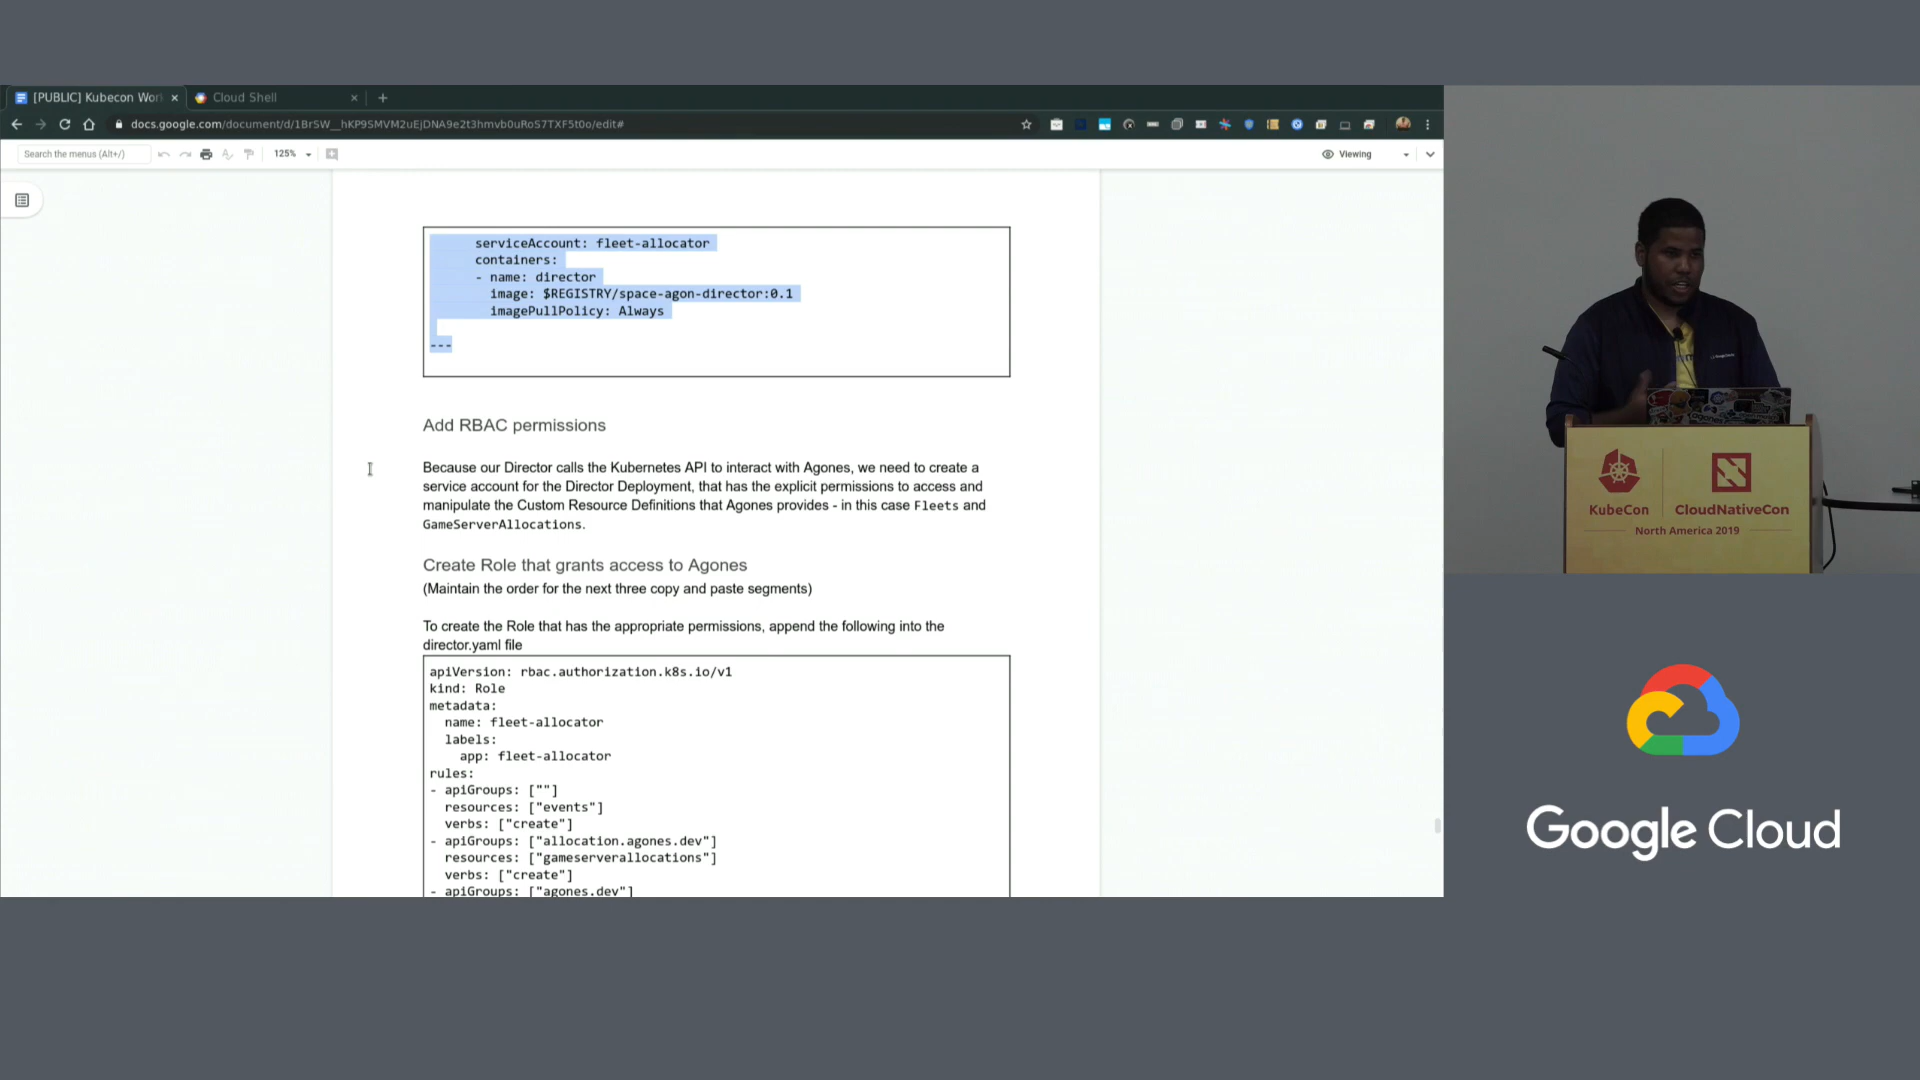 [PUBLIC] Kubecon Wor
Cloud Shell
docs.google.com/document/d/1BrSW__hKP9SMVM2uEjDNA9e2t3hmvb0uRoS7TXF5t0o/edit#
Search the menus (Alt+/)
125%
Viewing
serviceAccount: fleet-allocator
containers:
- name: director
image: $REGISTRY/space-agon-director:0.1
imagePullPolicy: Always
---
Add RBAC permissions
Because our Director calls the Kubernetes API to interact with Agones, we need to create a
service account for the Director Deployment, that has the explicit permissions to access and
manipulate the Custom Resource Definitions that Agones provides - in this case Fleets and
GameServerAllocations.
Create Role that grants access to Agones
(Maintain the order for the next three copy and paste segments)
To create the Role that has the appropriate permissions, append the following into the
director.yaml file
apiVersion: rbac.authorization.k8s.io/v1
kind: Role
metadata:
name: fleet-allocator
labels:
app: fleet-allocator
rules:
- apiGroups: [""]
resources: ["events"]
verbs: ["create"]
- apiGroups: ["allocation.agones.dev"]
resources: ["gameserverallocations"]
verbs: ["create"]
- apiGroups: ["agones.dev"]
KubeCon
CloudNativeCon
North America 2019
Google Cloud